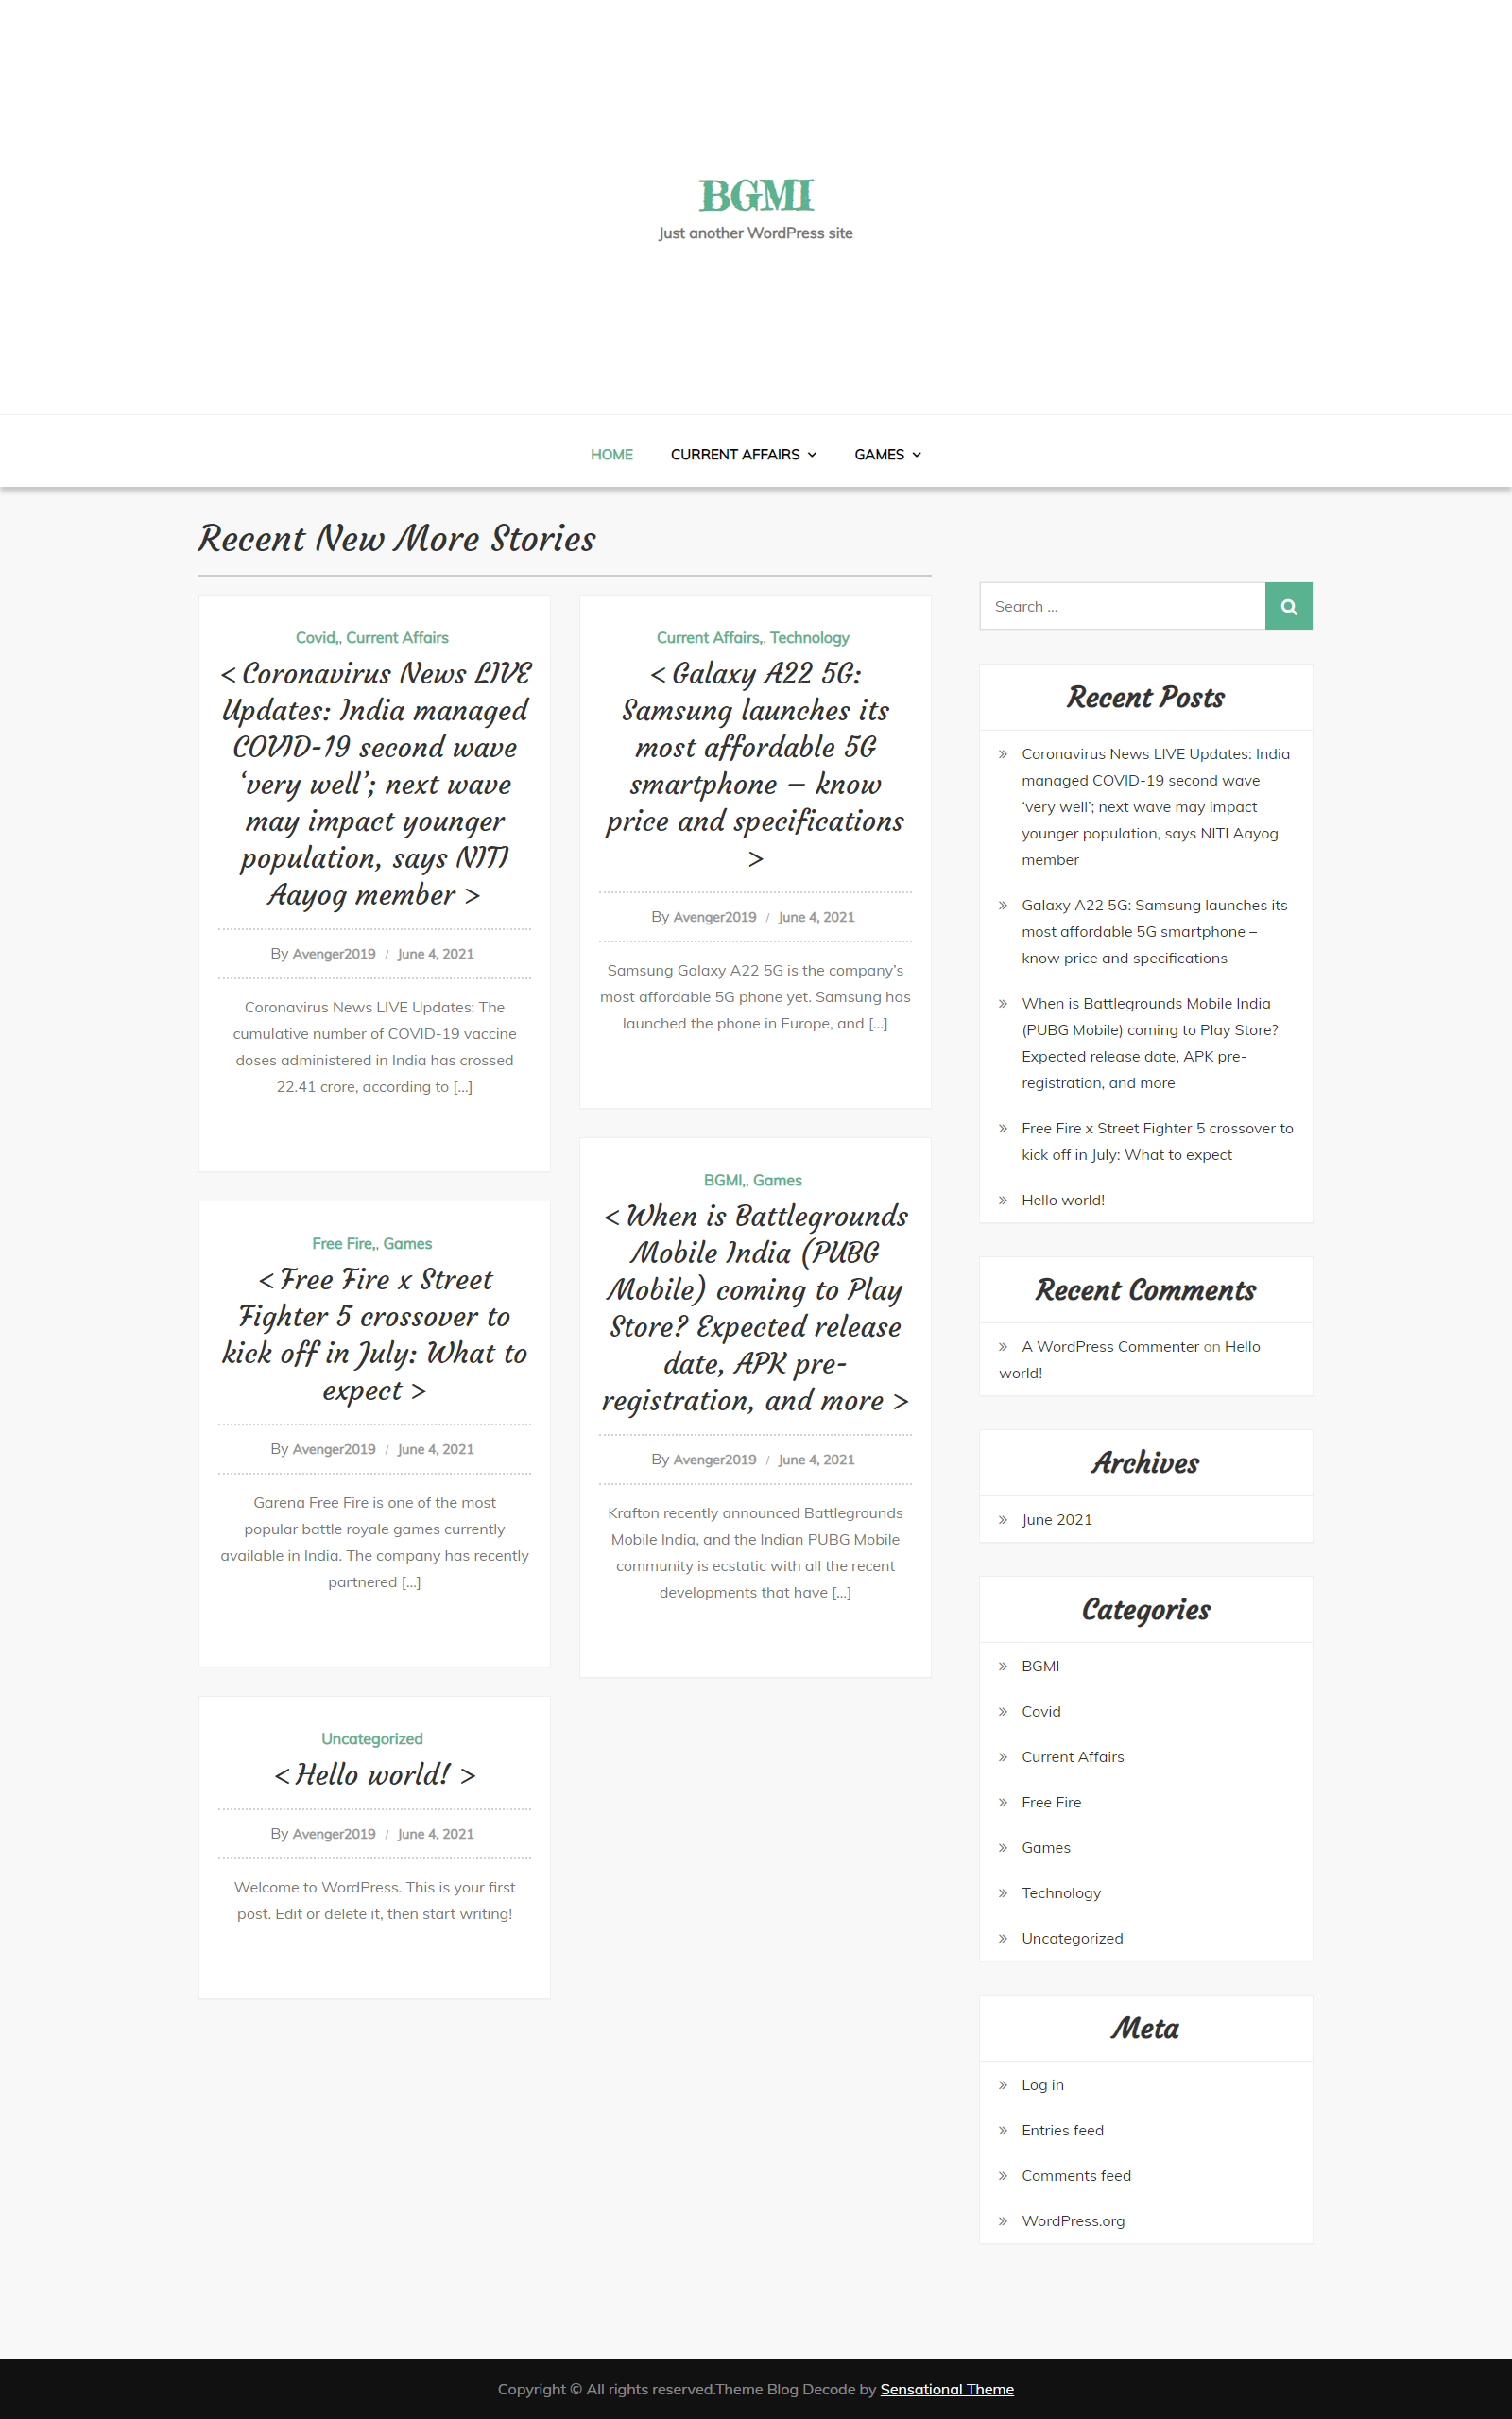 BGMI
Just another WordPress site
HOME
CURRENT AFFAIRS
GAMES
Recent New More Stories
Covid,, Current Affairs
< Coronavirus News LIVE
Updates: India managed
COVID-19 second wave
‘very well’; next wave
may impact younger
population, says NITI
Aayog member >
By Avenger2019 / June 4, 2021
Coronavirus News LIVE Updates: The
cumulative number of COVID-19 vaccine
doses administered in India has crossed
22.41 crore, according to [...]
Current Affairs,, Technology
< Galaxy A22 5G:
Samsung launches its
most affordable 5G
smartphone – know
price and specifications
>
By Avenger2019 / June 4, 2021
Samsung Galaxy A22 5G is the company’s
most affordable 5G phone yet. Samsung has
launched the phone in Europe, and [...]
Free Fire,, Games
< Free Fire x Street
Fighter 5 crossover to
kick off in July: What to
expect >
By Avenger2019 / June 4, 2021
Garena Free Fire is one of the most
popular battle royale games currently
available in India. The company has recently
partnered [...]
BGMI,, Games
< When is Battlegrounds
Mobile India (PUBG
Mobile) coming to Play
Store? Expected release
date, APK pre-
registration, and more >
By Avenger2019 / June 4, 2021
Krafton recently announced Battlegrounds
Mobile India, and the Indian PUBG Mobile
community is ecstatic with all the recent
developments that have [...]
Uncategorized
< Hello world! >
By Avenger2019 / June 4, 2021
Welcome to WordPress. This is your first
post. Edit or delete it, then start writing!
Search ...
Recent Posts
» Coronavirus News LIVE Updates: India
managed COVID-19 second wave
‘very well’; next wave may impact
younger population, says NITI Aayog
member
» Galaxy A22 5G: Samsung launches its
most affordable 5G smartphone –
know price and specifications
» When is Battlegrounds Mobile India
(PUBG Mobile) coming to Play Store?
Expected release date, APK pre-
registration, and more
» Free Fire x Street Fighter 5 crossover to
kick off in July: What to expect
» Hello world!
Recent Comments
» A WordPress Commenter on Hello
world!
Archives
» June 2021
Categories
» BGMI
» Covid
» Current Affairs
» Free Fire
» Games
» Technology
» Uncategorized
Meta
» Log in
» Entries feed
» Comments feed
» WordPress.org
Copyright © All rights reserved.Theme Blog Decode by Sensational Theme